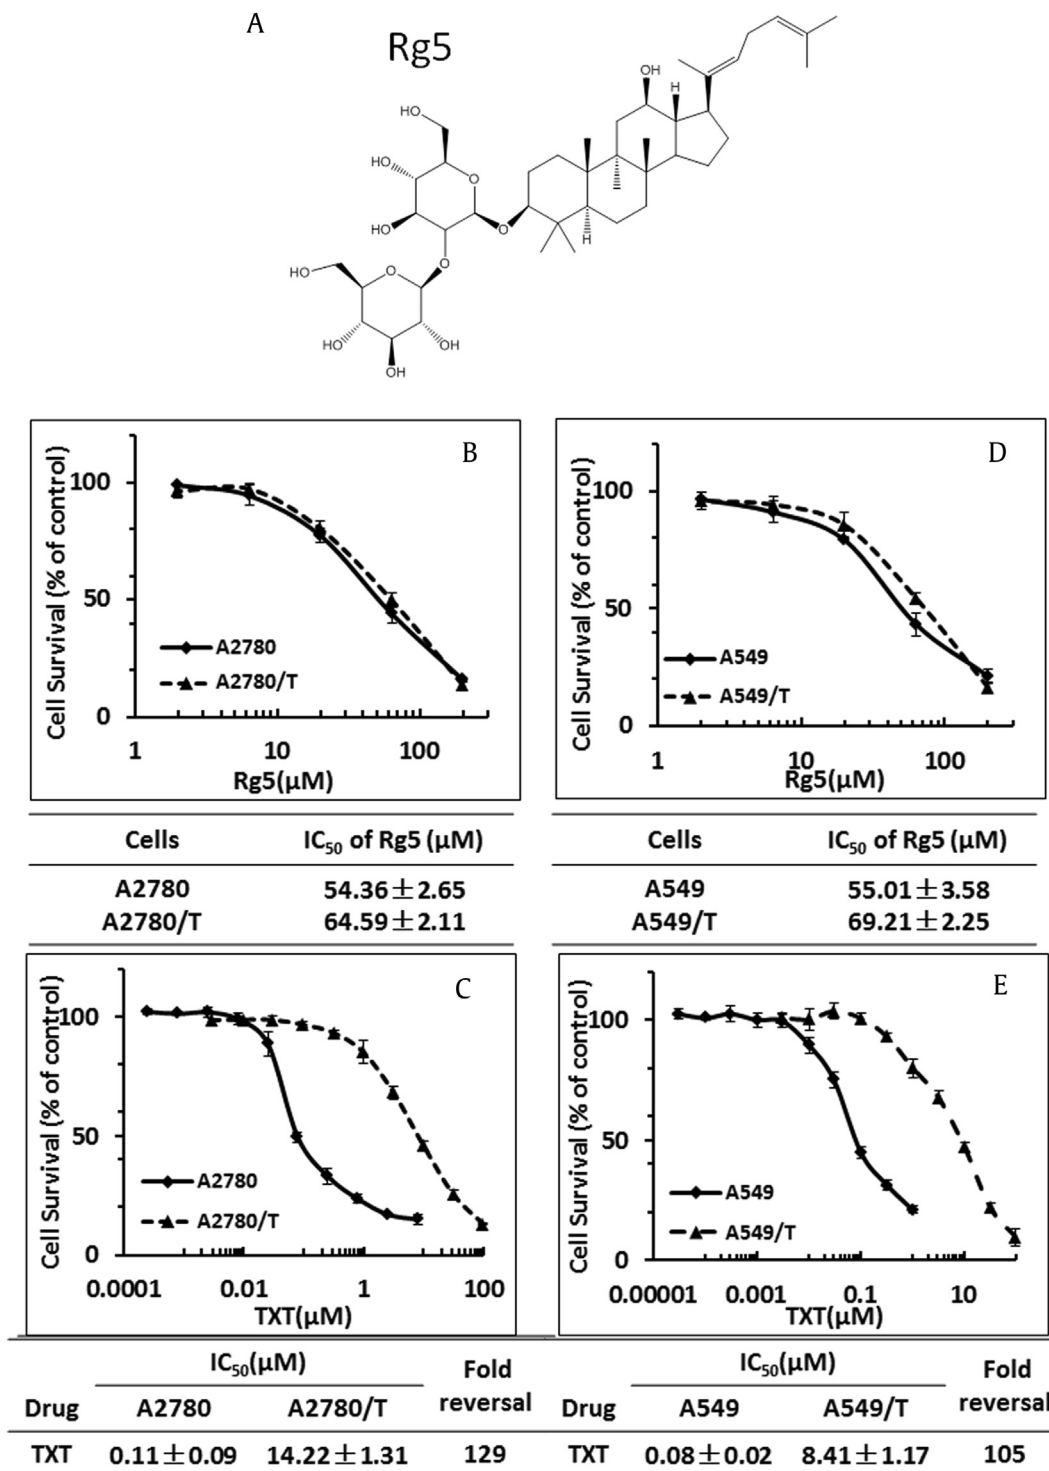 A
Rg5
OH
H
HO
HO
O
HO
O
H
O
HO
O
HO
OH
OH
B
Cell Survival (% of control)
100
50
0
A2780
A2780/T
1
10
100
Rg5(μM)
D
Cell Survival (% of control)
100
50
0
A549
A549/T
1
10
100
Rg5(μM)
Cells IC50 of Rg5 (μM)
A2780 54.36±2.65
A2780/T 64.59±2.11
Cells IC50 of Rg5 (μM)
A549 55.01±3.58
A549/T 69.21±2.25
C
Cell Survival (% of control)
100
50
0
A2780
A2780/T
0.0001 0.01 1 100
TXT(μM)
E
Cell Survival (% of control)
100
50
0
A549
A549/T
0.00001 0.001 0.1 10
TXT(μM)
IC50(μM) Fold
reversal
Drug A2780 A2780/T
TXT 0.11±0.09 14.22±1.31 129
IC50(μM) Fold
reversal
Drug A549 A549/T
TXT 0.08±0.02 8.41±1.17 105